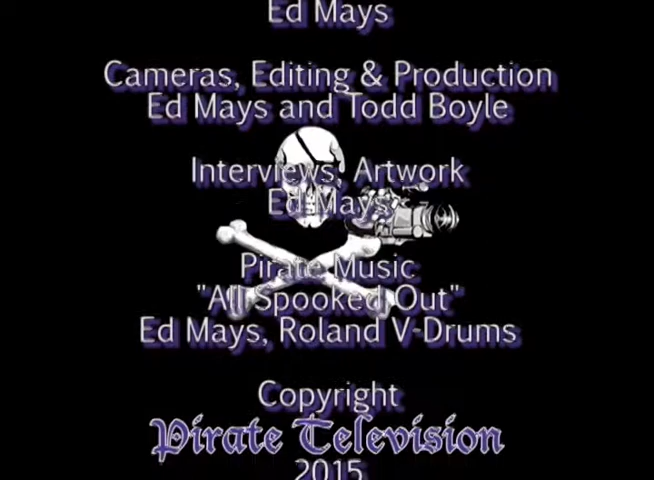 Ed Mays
Cameras, Editing & Production
Ed Mays and Todd Boyle
Interviews, Artwork
Ed Mays
Pirate Music
"All Spooked Out"
Ed Mays, Roland V-Drums
Copyright
Pirate Television
2015